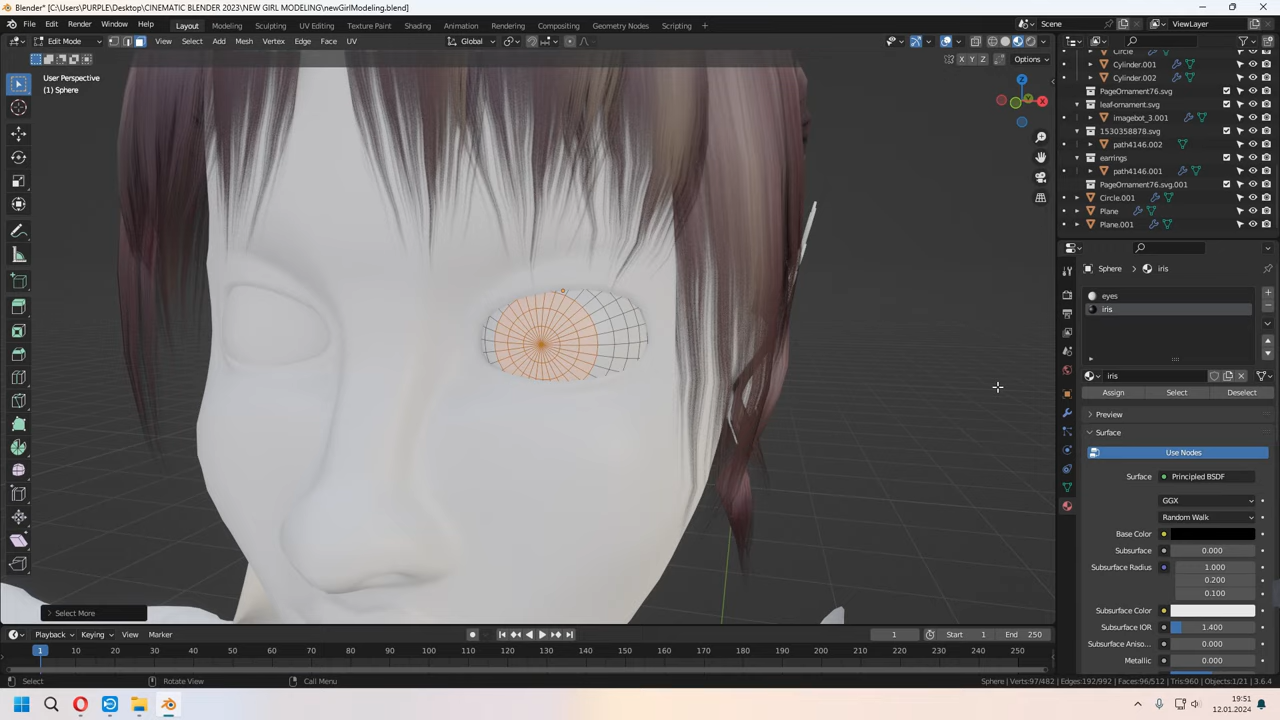 Blender* [C:\Users\PURPLE\Desktop\CINEMATIC BLENDER 2023\NEW GIRL MODELING\newGirlModeling.blend]
File Edit Render Window Help Layout Modeling Sculpting UV Editing Texture Paint Shading Animation Rendering Compositing Geometry Nodes Scripting + Scene ViewLayer
Edit Mode View Select Add Mesh Vertex Edge Face UV Global
X Y Z Options
User Perspective
(1) Sphere
Z
X
Y
Circle
Cylinder.001
Cylinder.002
PageOrnament76.svg
leaf-ornament.svg
imagebot_3.001
1530358878.svg
path4146.002
earrings
path4146.001
PageOrnament76.svg.001
Circle.001
Plane
Plane.001
Sphere > iris
eyes
iris
iris
Assign Select Deselect
Preview
Surface
Use Nodes
Surface Principled BSDF
GGX
Random Walk
Base Color
Subsurface 0.000
Subsurface Radius 1.000
0.200
0.100
Subsurface Color
Subsurface IOR 1.400
Subsurface Aniso... 0.000
Metallic 0.000
Select More
Playback Keying View Marker 1 Start 1 End 250
1 10 20 30 40 50 60 70 80 90 100 110 120 130 140 150 160 170 180 190 200 210 220 230 240 250
Select Rotate View Call Menu Sphere | Verts:97/482 | Edges:192/992 | Faces:96/512 | Tris:960 | Objects:1/21 | 3.6.4
19:51
12.01.2024